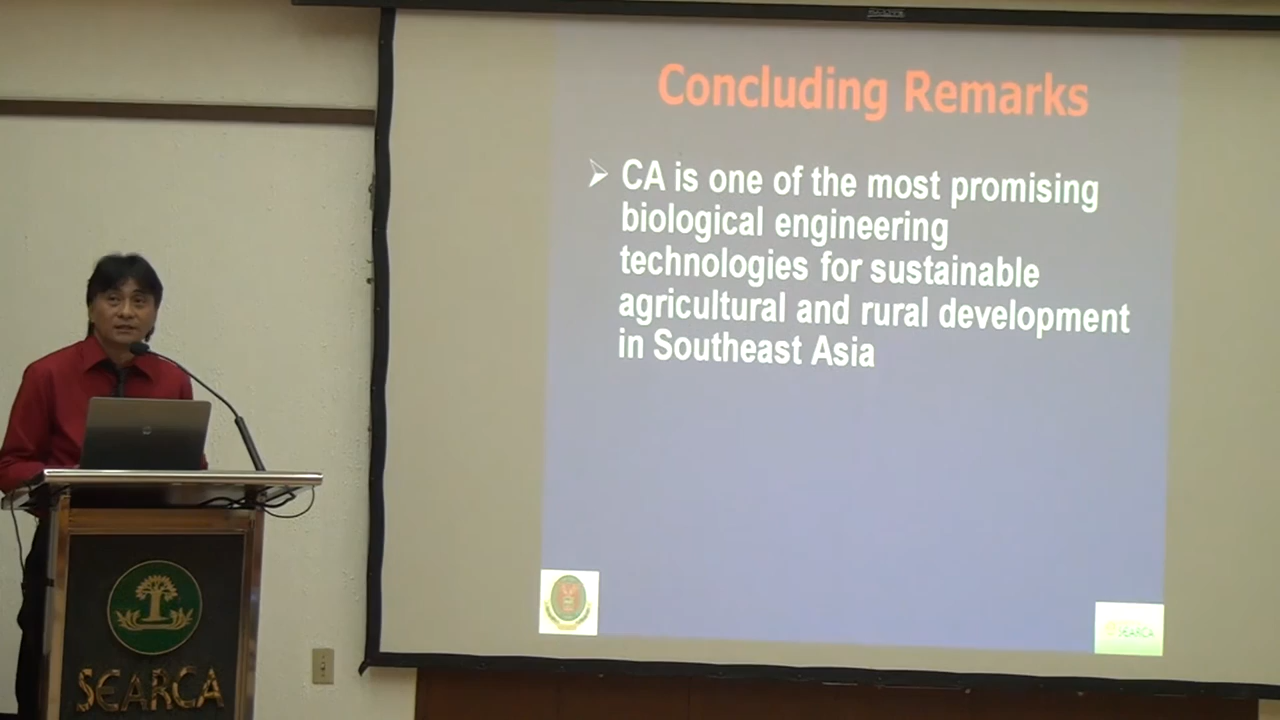 Concluding Remarks
CA is one of the most promising
biological engineering
technologies for sustainable
agricultural and rural development
in Southeast Asia
SEARCA
SEARCA